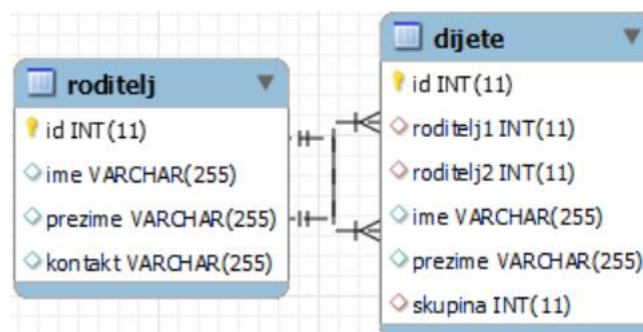 roditelj
id INT(11)
ime VARCHAR(255)
prezime VARCHAR(255)
kontakt VARCHAR(255)
dijete
id INT(11)
roditelj1 INT(11)
roditelj2 INT(11)
ime VARCHAR(255)
prezime VARCHAR(255)
skupina INT(11)